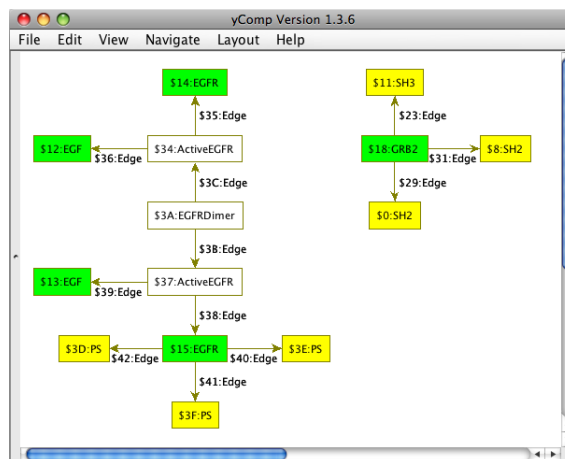 yComp Version 1.3.6
File Edit View Navigate Layout Help
$14:EGFR
$11:SH3
$35:Edge
$23:Edge
$12:EGF
$36:Edge
$34:ActiveEGFR
$18:GRB2
$31:Edge
$8:SH2
$3C:Edge
$29:Edge
$3A:EGFRDimer
$0:SH2
$3B:Edge
$13:EGF
$39:Edge
$37:ActiveEGFR
$38:Edge
$3D:PS
$42:Edge
$15:EGFR
$40:Edge
$3E:PS
$41:Edge
$3F:PS